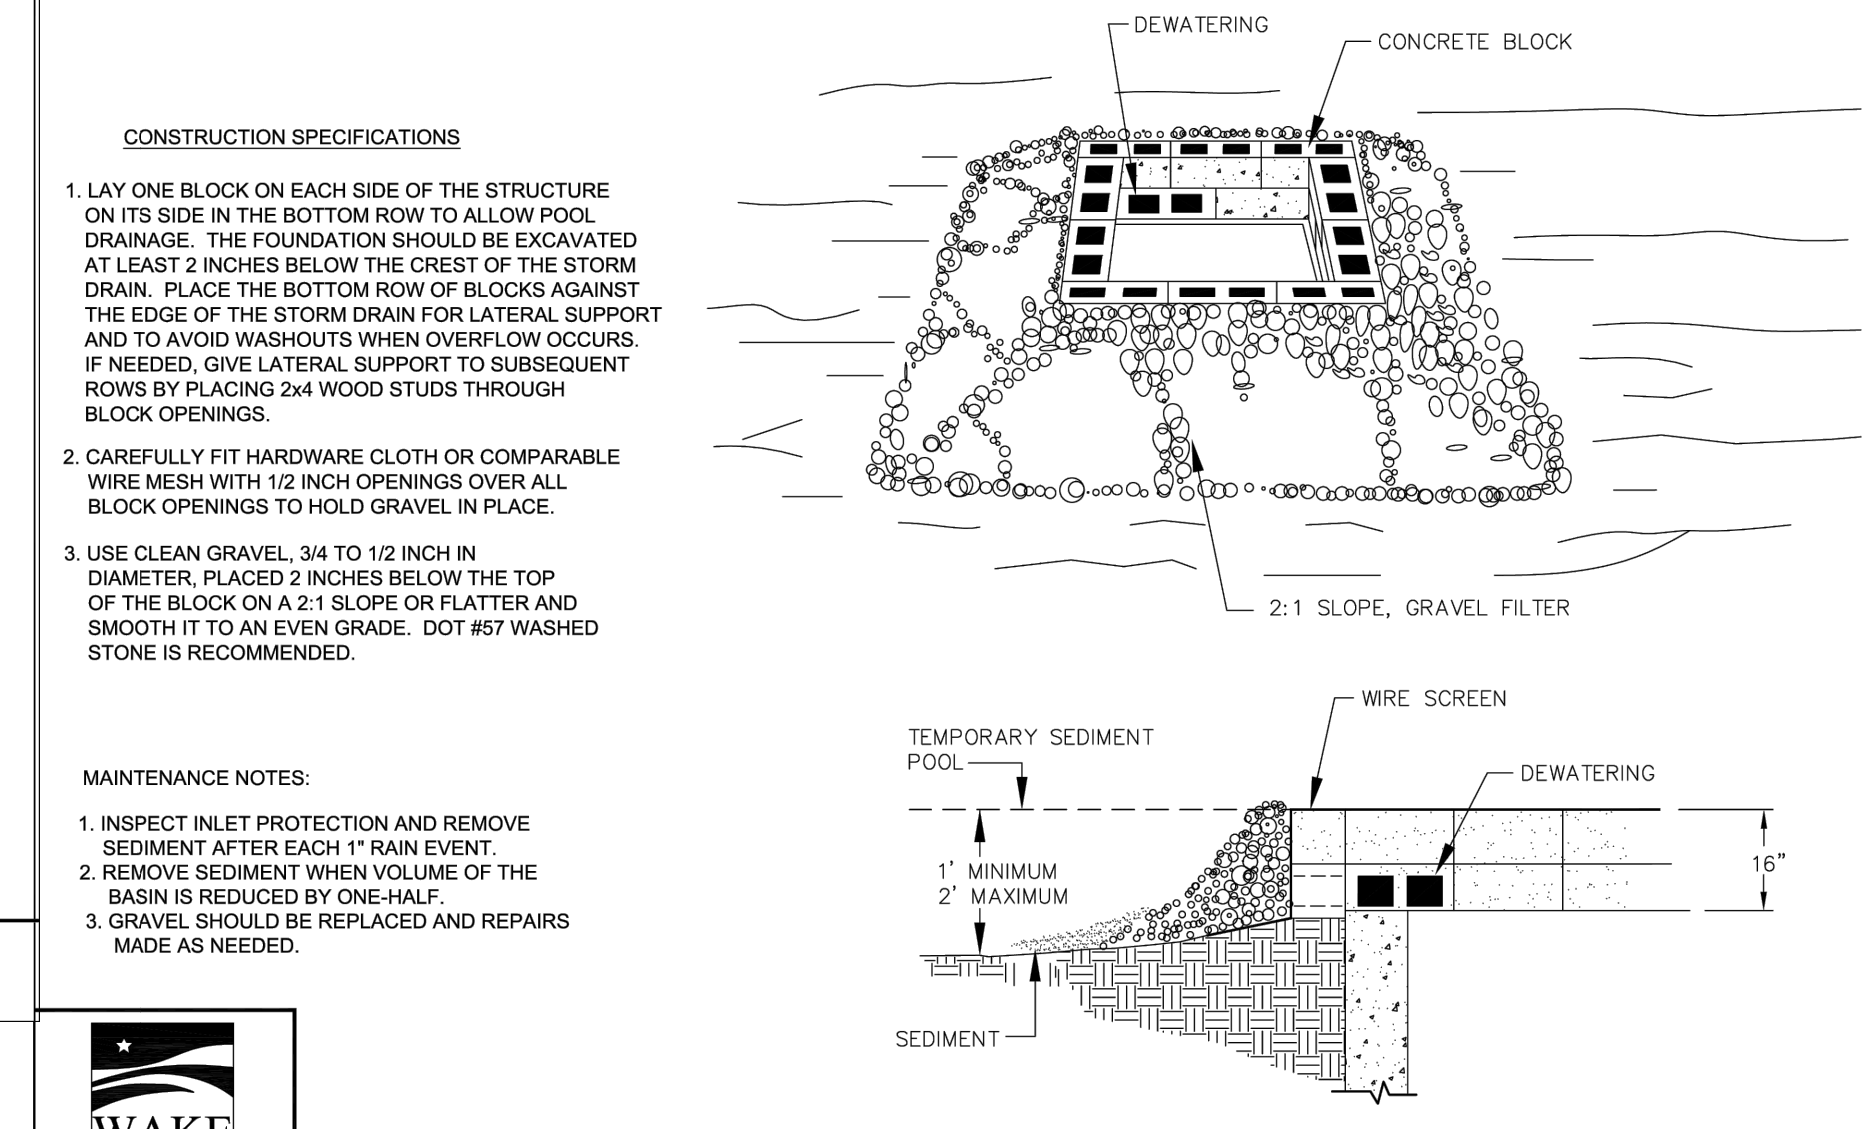 CONSTRUCTION SPECIFICATIONS
1. LAY ONE BLOCK ON EACH SIDE OF THE STRUCTURE
ON ITS SIDE IN THE BOTTOM ROW TO ALLOW POOL
DRAINAGE. THE FOUNDATION SHOULD BE EXCAVATED
AT LEAST 2 INCHES BELOW THE CREST OF THE STORM
DRAIN. PLACE THE BOTTOM ROW OF BLOCKS AGAINST
THE EDGE OF THE STORM DRAIN FOR LATERAL SUPPORT
AND TO AVOID WASHOUTS WHEN OVERFLOW OCCURS.
IF NEEDED, GIVE LATERAL SUPPORT TO SUBSEQUENT
ROWS BY PLACING 2x4 WOOD STUDS THROUGH
BLOCK OPENINGS.
2. CAREFULLY FIT HARDWARE CLOTH OR COMPARABLE
WIRE MESH WITH 1/2 INCH OPENINGS OVER ALL
BLOCK OPENINGS TO HOLD GRAVEL IN PLACE.
3. USE CLEAN GRAVEL, 3/4 TO 1/2 INCH IN
DIAMETER, PLACED 2 INCHES BELOW THE TOP
OF THE BLOCK ON A 2:1 SLOPE OR FLATTER AND
SMOOTH IT TO AN EVEN GRADE. DOT #57 WASHED
STONE IS RECOMMENDED.
MAINTENANCE NOTES:
1. INSPECT INLET PROTECTION AND REMOVE
SEDIMENT AFTER EACH 1" RAIN EVENT.
2. REMOVE SEDIMENT WHEN VOLUME OF THE
BASIN IS REDUCED BY ONE-HALF.
3. GRAVEL SHOULD BE REPLACED AND REPAIRS
MADE AS NEEDED.
WAKE
DEWATERING
CONCRETE BLOCK
2:1 SLOPE, GRAVEL FILTER
WIRE SCREEN
TEMPORARY SEDIMENT
POOL
DEWATERING
1' MINIMUM
2' MAXIMUM
16"
SEDIMENT